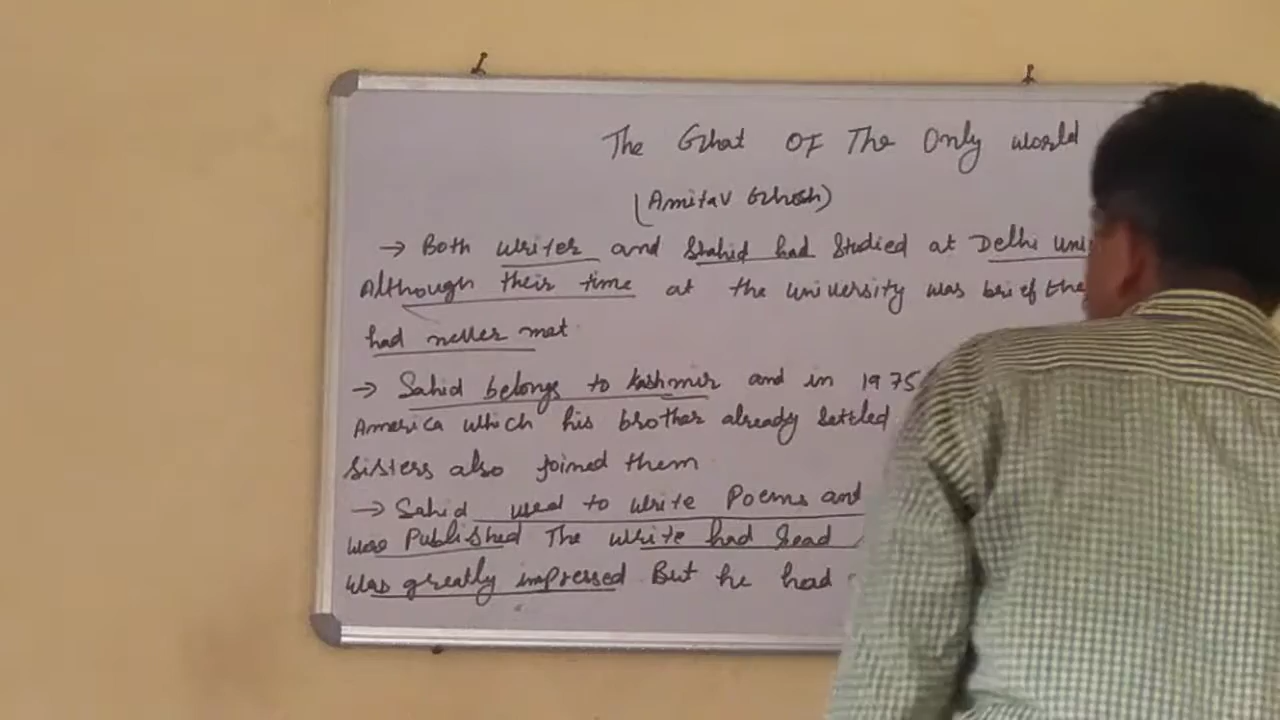 The Ghat OF The Only world
(Amitav Ghosh)
→ Both writer and Shahid had Studied at Delhi uni
Although their time at the university was brief the
had never met.
→ Sahid belongs to Kashmir and in 1975
America which his brother already settled
Sisters also joined them
→ Sahid used to write Poems and
was Published The write had Read
was greatly impressed But he had